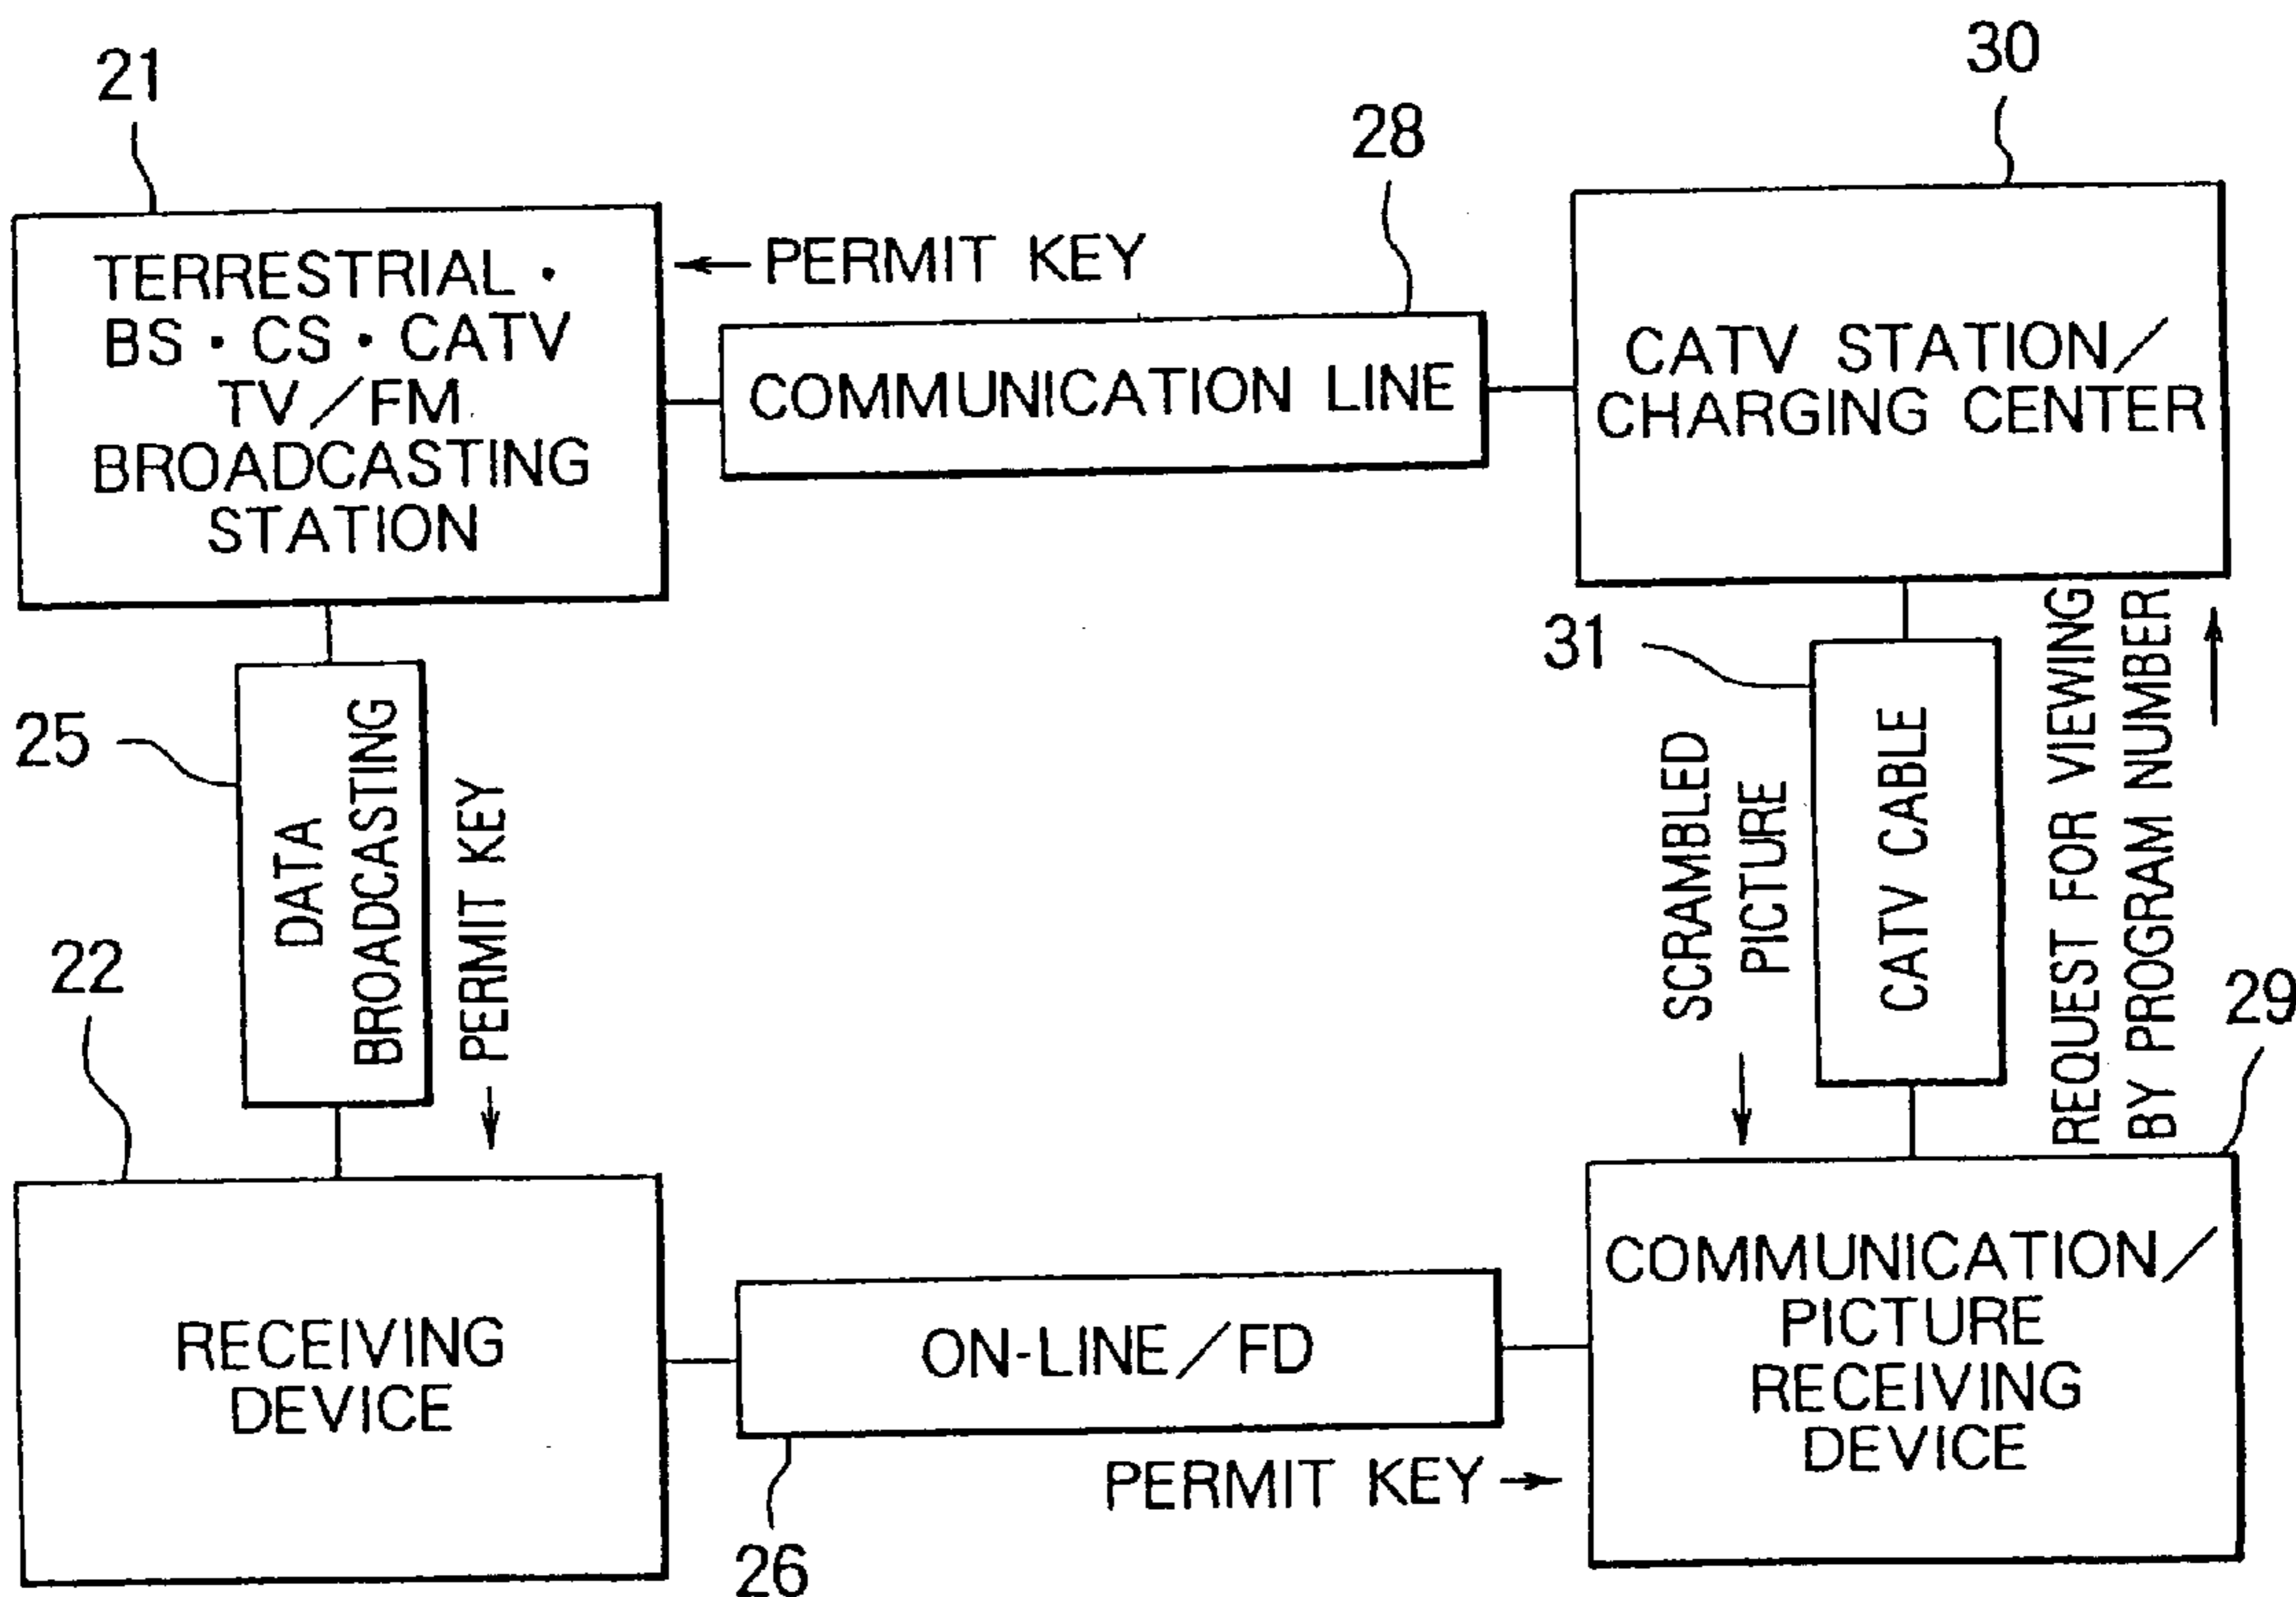 21
30
28
TERRESTRIAL・
BS・CS・CATV
TV/FM
BROADCASTING
STATION
PERMIT KEY
COMMUNICATION LINE
CATV STATION/
CHARGING CENTER
25
DATA
BROADCASTING
PERMIT KEY
31
SCRAMBLED
PICTURE
CATV CABLE
REQUEST FOR VIEWING
BY PROGRAM NUMBER
22
29
RECEIVING
DEVICE
ON-LINE/FD
COMMUNICATION/
PICTURE
RECEIVING
DEVICE
PERMIT KEY
26